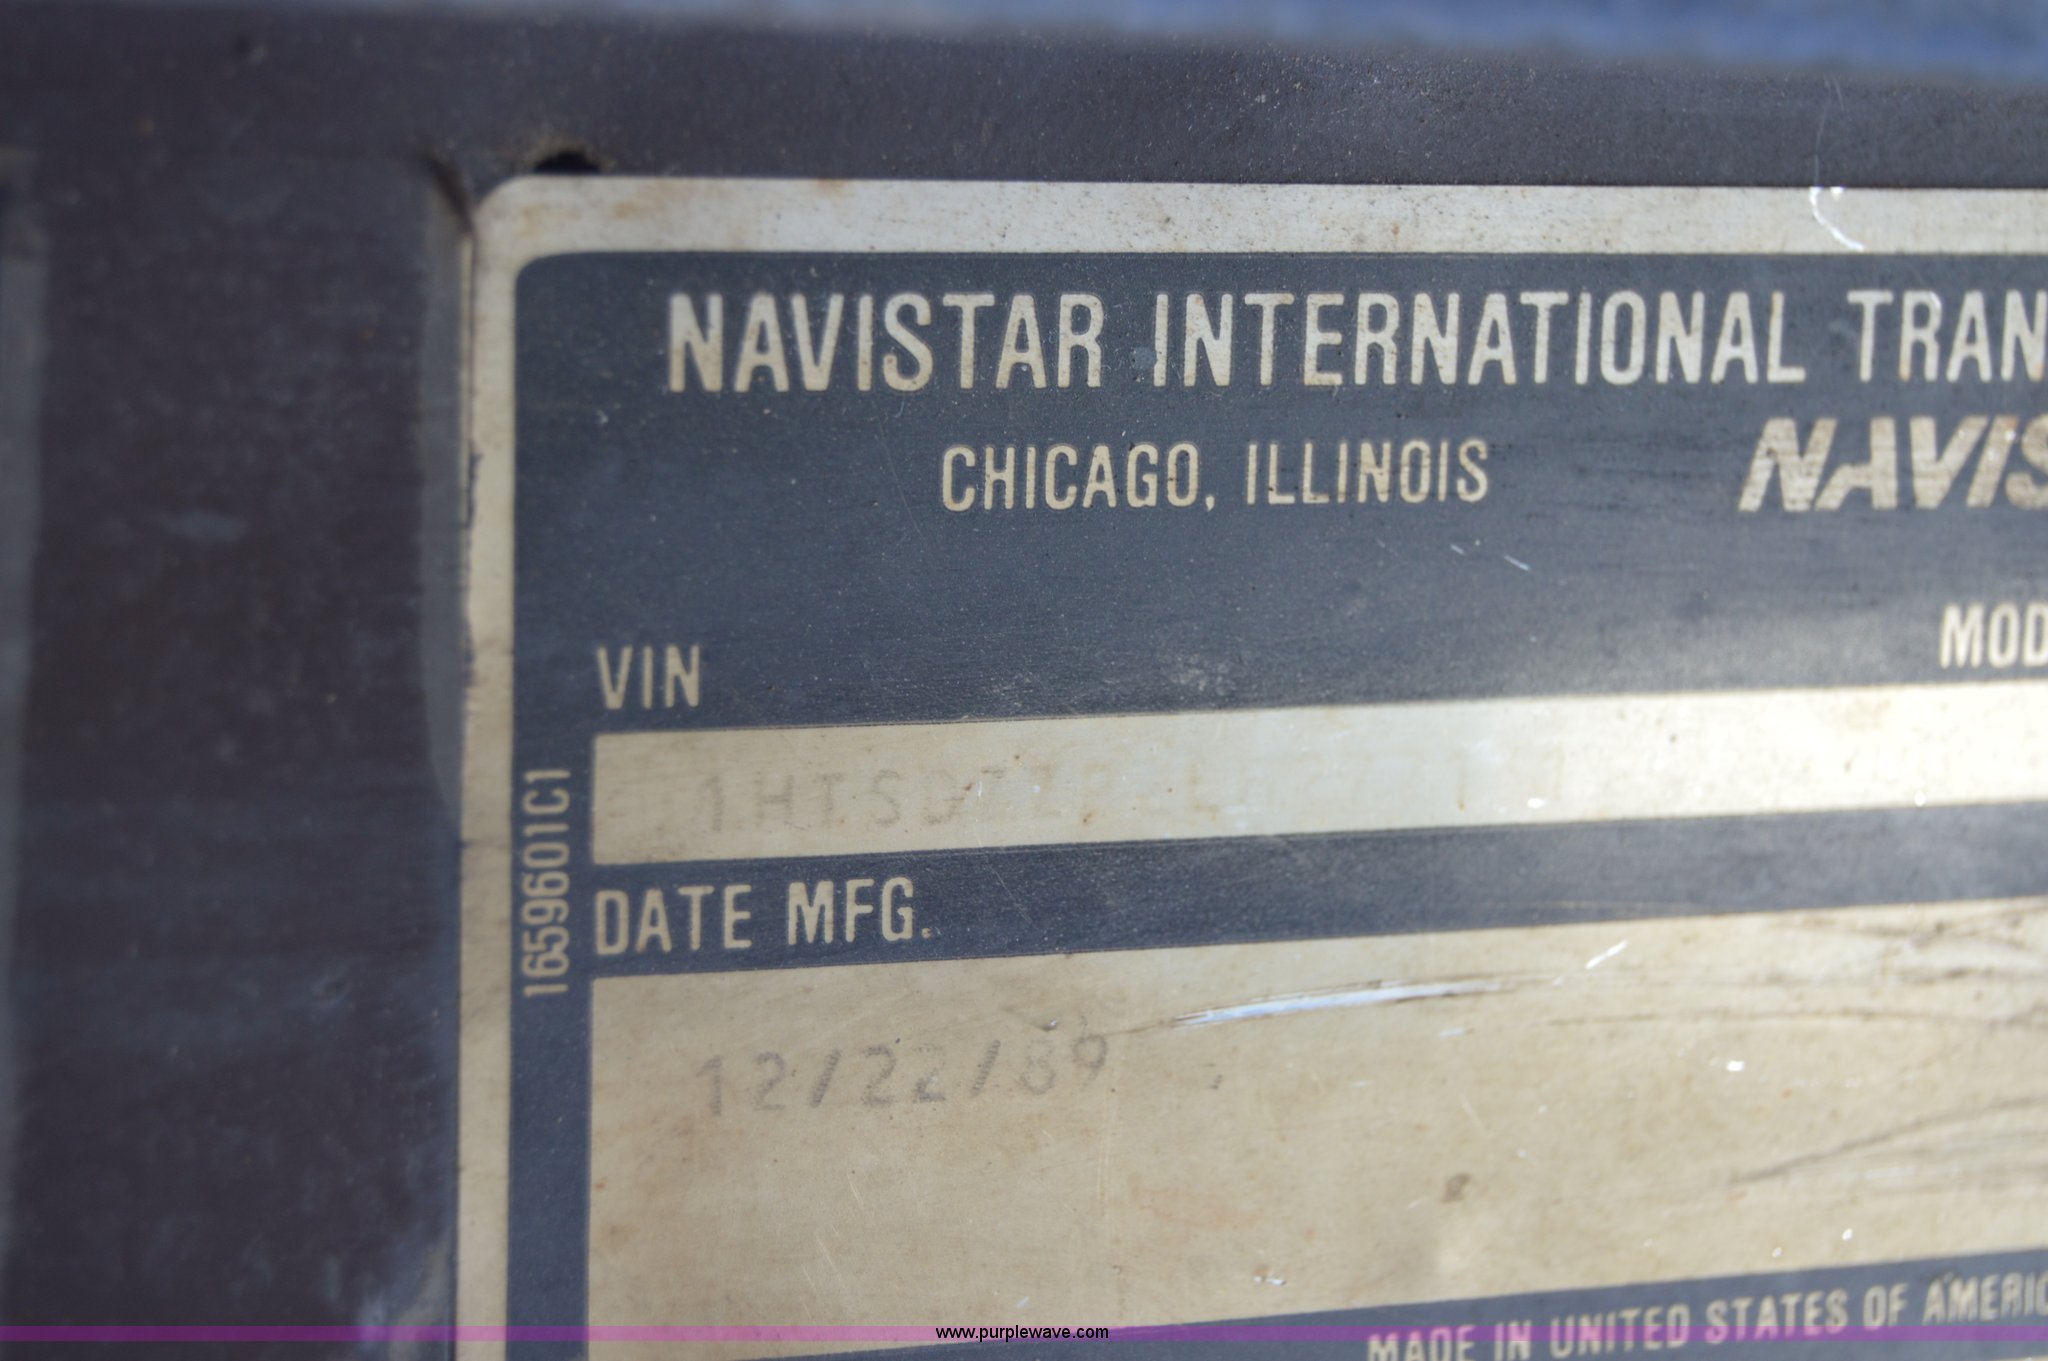 NAVISTAR INTERNATIONAL TRAN
CHICAGO, ILLINOIS
NAVIS
MOD
VIN
DATE MFG.
12/22/89
1659601C1
MADE IN UNITED STATES OF AMERIC
www.purplewave.com